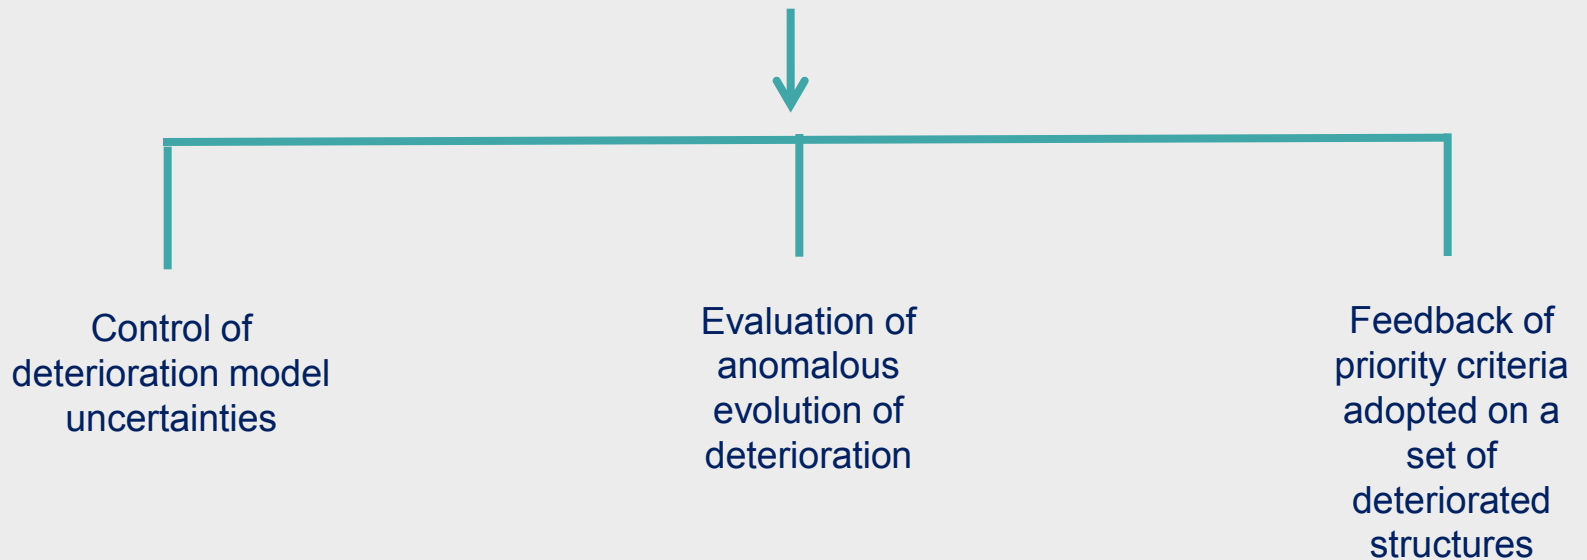 Control of
deterioration model
uncertainties
Evaluation of
anomalous
evolution of
deterioration
Feedback of
priority criteria
adopted on a
set of
deteriorated
structures